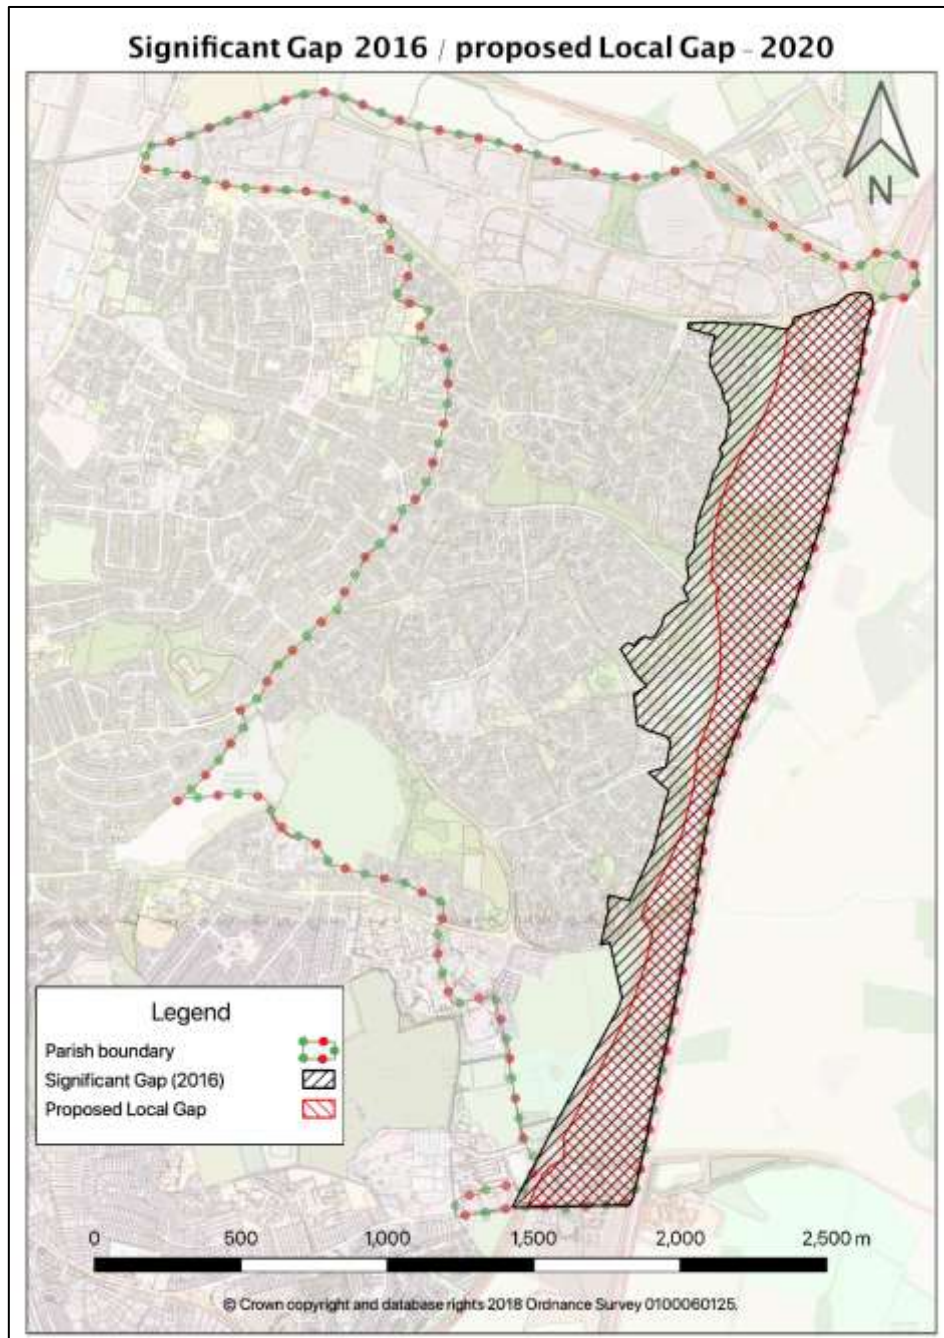 Significant Gap 2016 / proposed Local Gap - 2020
N
Legend
Parish boundary
Significant Gap (2016)
Proposed Local Gap
0 500 1,000 1,500 2,000 2,500 m
© Crown copyright and database rights 2018 Ordnance Survey 0100060125.